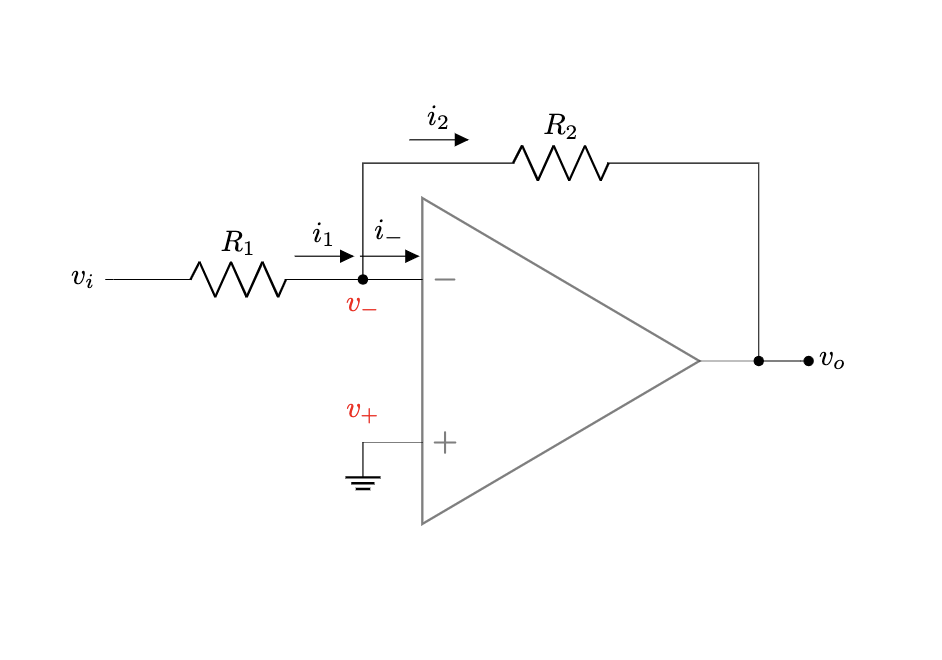 i₂
R₂
R₁
i₁
i₋
vᵢ
−
v₋
vₒ
v₊
+